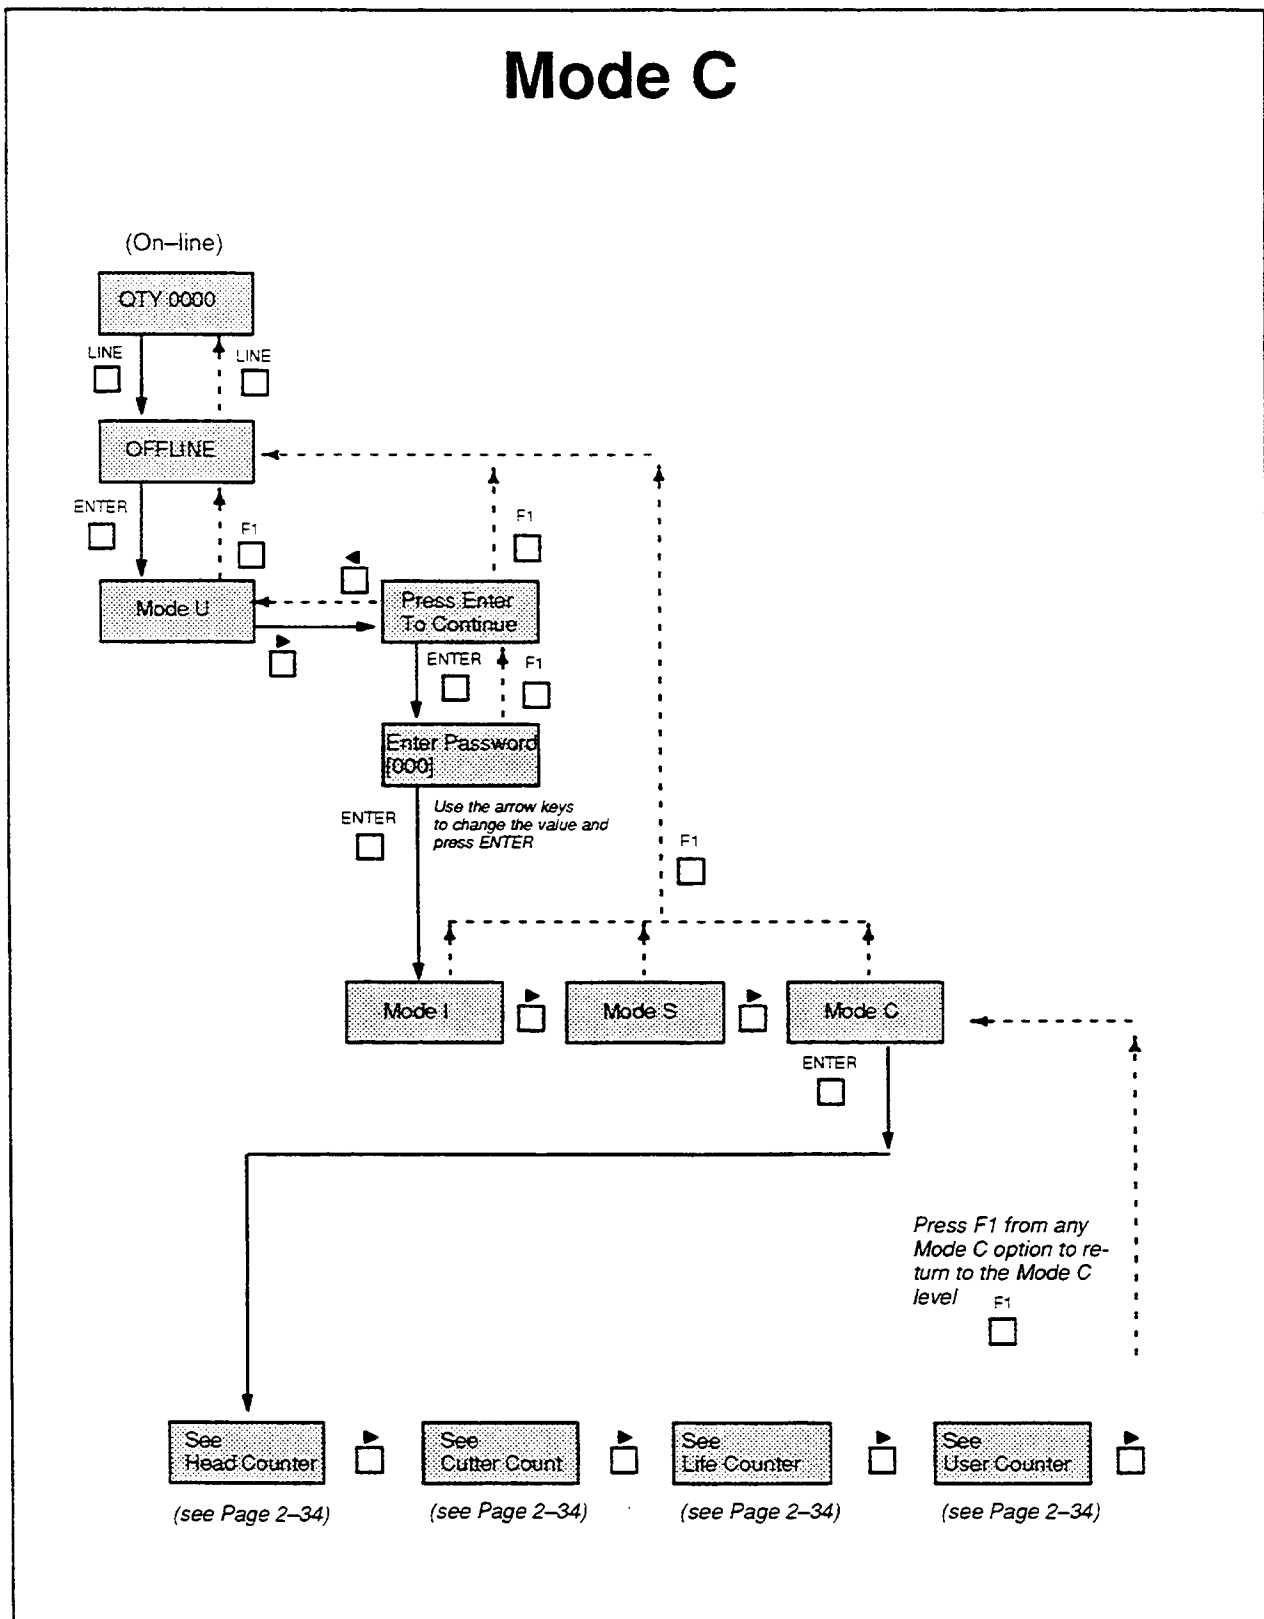 Mode C
(On–line)
QTY 0000
LINE
LINE
OFFLINE
ENTER
F1
F1
Mode U
Press Enter
To Continue
ENTER
F1
Enter Password
[000]
Use the arrow keys
to change the value and
press ENTER
ENTER
F1
Mode I
Mode S
Mode C
ENTER
Press F1 from any
Mode C option to re-
turn to the Mode C
level
F1
See
Head Counter
See
Cutter Count
See
Life Counter
See
User Counter
(see Page 2–34)
(see Page 2–34)
(see Page 2–34)
(see Page 2–34)